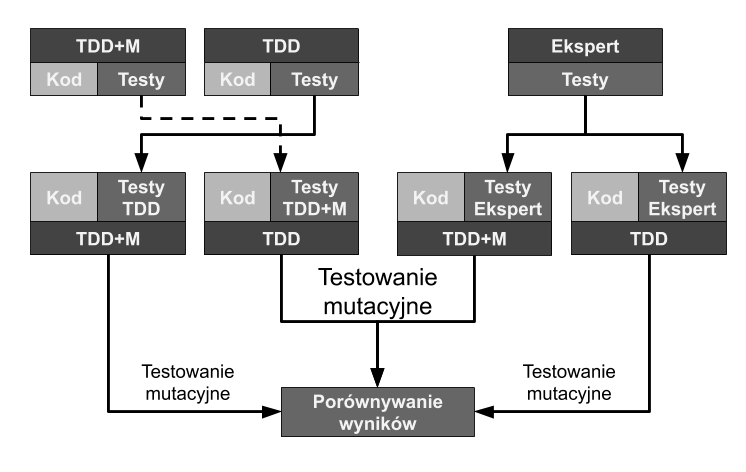 TDD+M
Kod Testy
TDD
Kod Testy
Ekspert
Testy
Kod Testy
TDD
TDD+M
Kod Testy
TDD+M
TDD
Kod Testy
Ekspert
TDD+M
Kod Testy
Ekspert
TDD
Testowanie
mutacyjne
Testowanie
mutacyjne
Testowanie
mutacyjne
Porównywanie
wyników